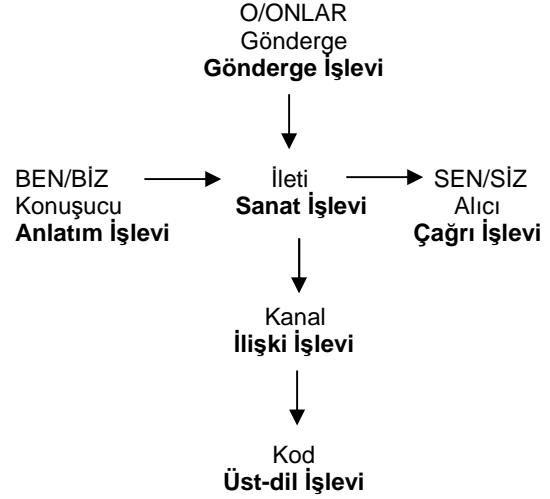 O/ONLAR
Gönderge
Gönderge İşlevi
BEN/BİZ
Konuşucu
Anlatım İşlevi
İleti
Sanat İşlevi
SEN/SİZ
Alıcı
Çağrı İşlevi
Kanal
İlişki İşlevi
Kod
Üst-dil İşlevi